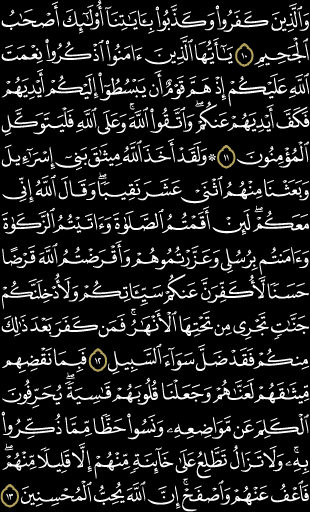 وَٱلَّذِينَ كَفَرُوا۟ وَكَذَّبُوا۟ بِـَٔايَٰتِنَآ أُو۟لَٰٓئِكَ أَصْحَٰبُ
ٱلْجَحِيمِ ١٠ يَٰٓأَيُّهَا ٱلَّذِينَ ءَامَنُوا۟ ٱذْكُرُوا۟ نِعْمَتَ
ٱللَّهِ عَلَيْكُمْ إِذْ هَمَّ قَوْمٌ أَن يَبْسُطُوٓا۟ إِلَيْكُمْ أَيْدِيَهُمْ
فَكَفَّ أَيْدِيَهُمْ عَنكُمْ ۖ وَٱتَّقُوا۟ ٱللَّهَ ۚ وَعَلَى ٱللَّهِ فَلْيَتَوَكَّلِ
ٱلْمُؤْمِنُونَ ١١ ۞ وَلَقَدْ أَخَذَ ٱللَّهُ مِيثَٰقَ بَنِىٓ إِسْرَٰٓءِيلَ
وَبَعَثْنَا مِنْهُمُ ٱثْنَىْ عَشَرَ نَقِيبًا ۖ وَقَالَ ٱللَّهُ إِنِّى
مَعَكُمْ ۖ لَئِنْ أَقَمْتُمُ ٱلصَّلَوٰةَ وَءَاتَيْتُمُ ٱلزَّكَوٰةَ
وَءَامَنتُم بِرُسُلِى وَعَزَّرْتُمُوهُمْ وَأَقْرَضْتُمُ ٱللَّهَ قَرْضًا
حَسَنًا لَّأُكَفِّرَنَّ عَنكُمْ سَيِّـَٔاتِكُمْ وَلَأُدْخِلَنَّكُمْ
جَنَّٰتٍ تَجْرِى مِن تَحْتِهَا ٱلْأَنْهَٰرُ ۚ فَمَن كَفَرَ بَعْدَ ذَٰلِكَ
مِنكُمْ فَقَدْ ضَلَّ سَوَآءَ ٱلسَّبِيلِ ١٢ فَبِمَا نَقْضِهِم
مِّيثَٰقَهُمْ لَعَنَّٰهُمْ وَجَعَلْنَا قُلُوبَهُمْ قَٰسِيَةً ۖ يُحَرِّفُونَ
ٱلْكَلِمَ عَن مَّوَاضِعِهِۦ ۙ وَنَسُوا۟ حَظًّا مِّمَّا ذُكِّرُوا۟
بِهِۦ ۚ وَلَا تَزَالُ تَطَّلِعُ عَلَىٰ خَآئِنَةٍ مِّنْهُمْ إِلَّا قَلِيلًا مِّنْهُمْ ۖ
فَٱعْفُ عَنْهُمْ وَٱصْفَحْ ۚ إِنَّ ٱللَّهَ يُحِبُّ ٱلْمُحْسِنِينَ ١٣